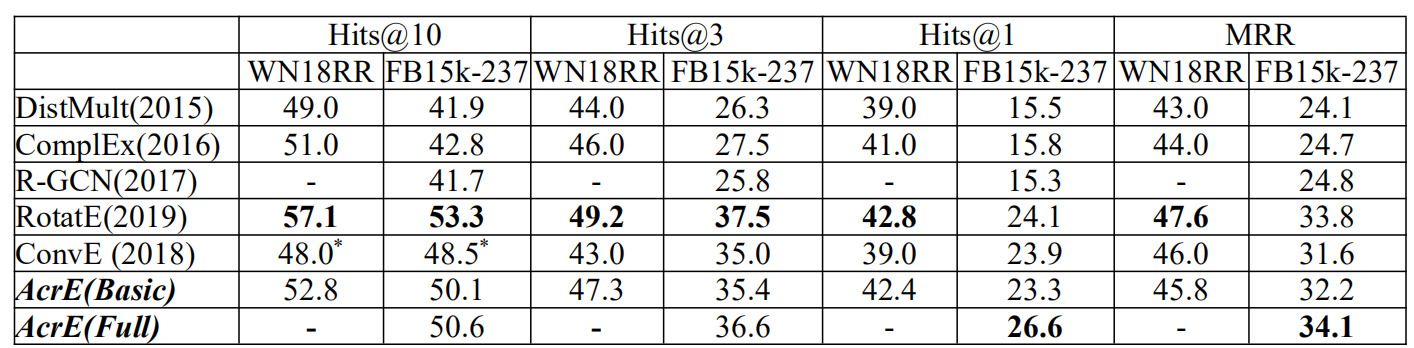 Hits@10 Hits@3 Hits@1 MRR
WN18RR FB15k-237 WN18RR FB15k-237 WN18RR FB15k-237 WN18RR FB15k-237
DistMult(2015) 49.0 41.9 44.0 26.3 39.0 15.5 43.0 24.1
ComplEx(2016) 51.0 42.8 46.0 27.5 41.0 15.8 44.0 24.7
R-GCN(2017) - 41.7 - 25.8 - 15.3 - 24.8
RotatE(2019) 57.1 53.3 49.2 37.5 42.8 24.1 47.6 33.8
ConvE (2018) 48.0* 48.5* 43.0 35.0 39.0 23.9 46.0 31.6
AcrE(Basic) 52.8 50.1 47.3 35.4 42.4 23.3 45.8 32.2
AcrE(Full) - 50.6 - 36.6 - 26.6 - 34.1